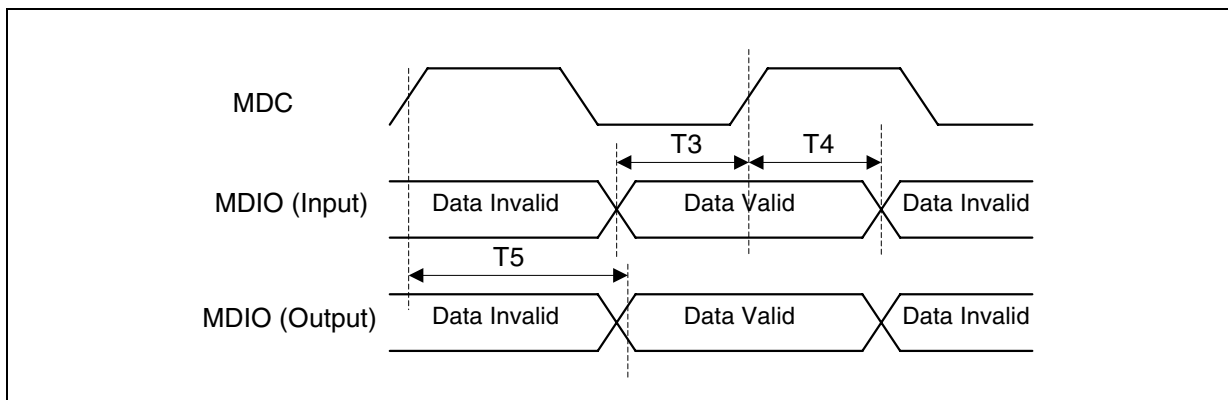 MDC
T3 T4
MDIO (Input) Data Invalid Data Valid Data Invalid
T5
MDIO (Output) Data Invalid Data Valid Data Invalid